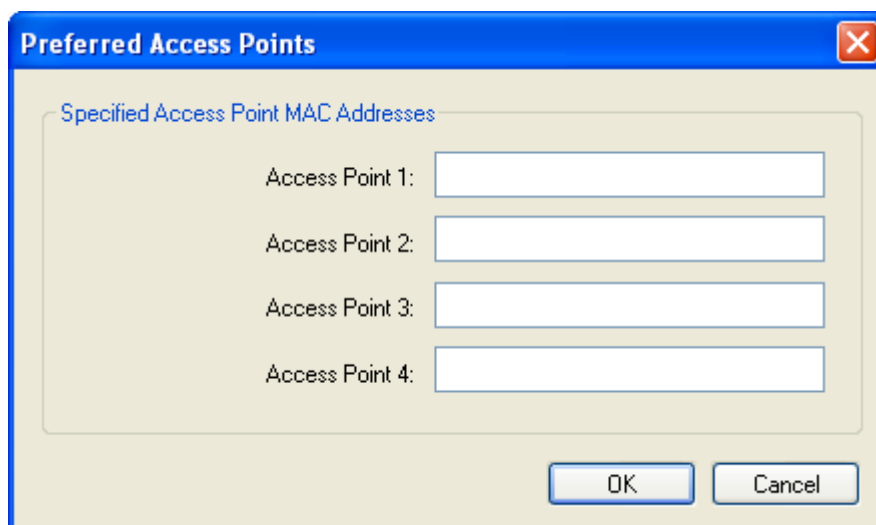 Preferred Access Points
Specified Access Point MAC Addresses
Access Point 1:
Access Point 2:
Access Point 3:
Access Point 4:
OK
Cancel